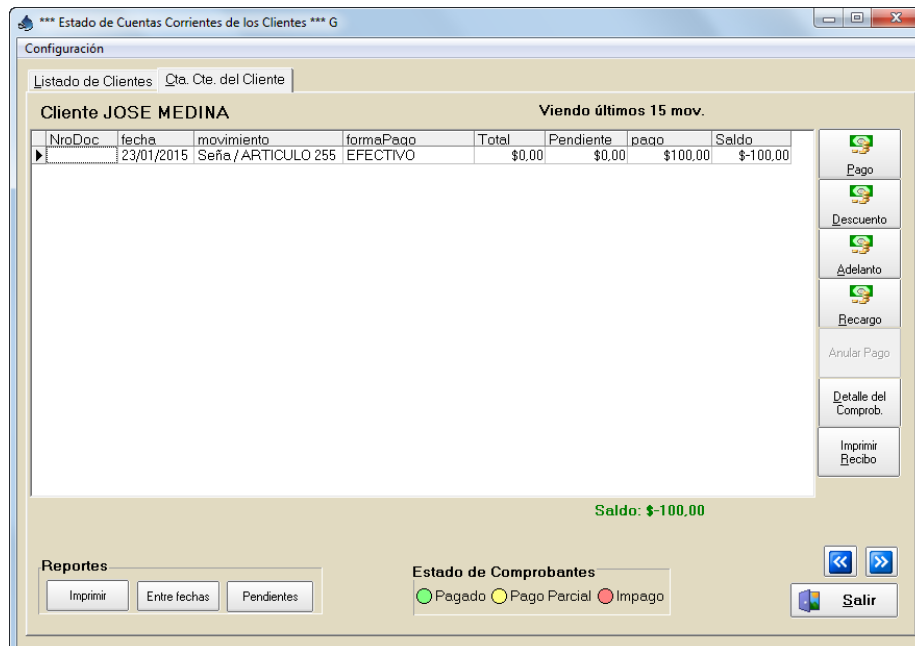 *** Estado de Cuentas Corrientes de los Clientes *** G
Configuración
Listado de Clientes Cta. Cte. del Cliente
Cliente JOSE MEDINA Viendo últimos 15 mov.
NroDoc fecha movimiento formaPago Total Pendiente pago Saldo
23/01/2015 Seña / ARTICULO 255 EFECTIVO $0,00 $0,00 $100,00 $-100,00
Pago
Descuento
Adelanto
Recargo
Anular Pago
Detalle del
Comprob.
Imprimir
Recibo
Saldo: $-100,00
Reportes
Imprimir Entre fechas Pendientes
Estado de Comprobantes
Pagado Pago Parcial Impago
Salir